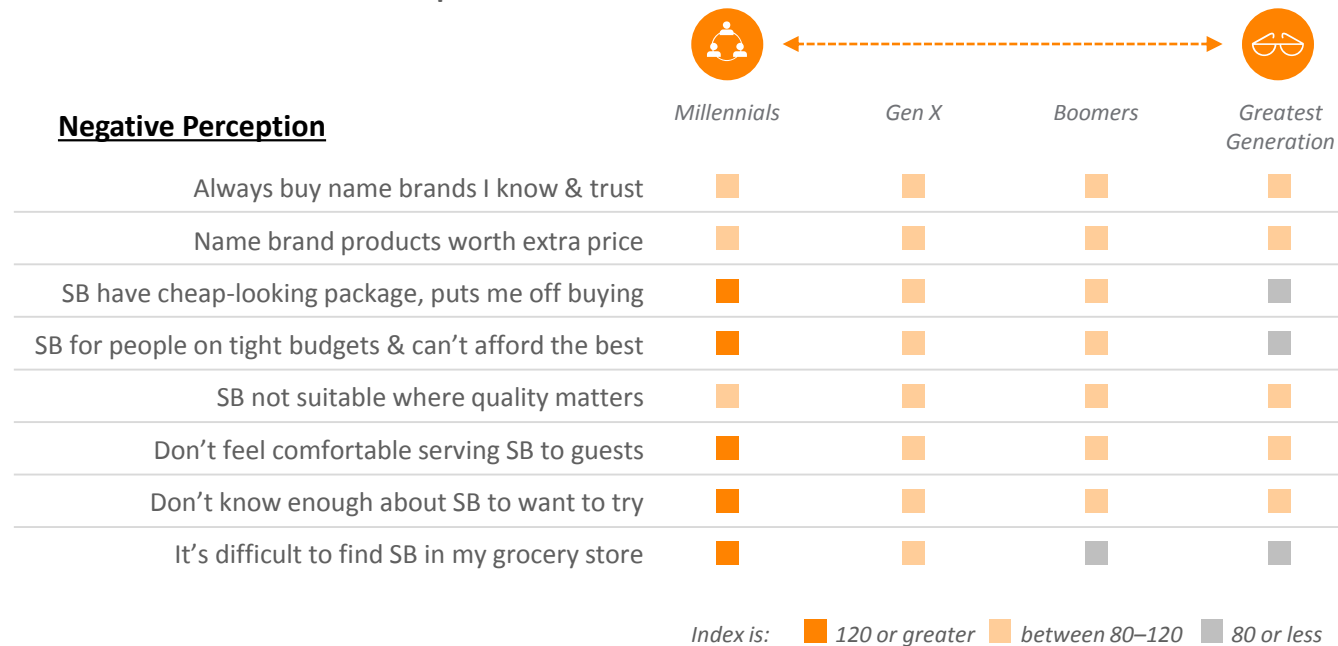 Millennials Gen X Boomers Greatest Generation
Negative Perception
Always buy name brands I know & trust
Name brand products worth extra price
SB have cheap-looking package, puts me off buying
SB for people on tight budgets & can’t afford the best
SB not suitable where quality matters
Don’t feel comfortable serving SB to guests
Don’t know enough about SB to want to try
It’s difficult to find SB in my grocery store
Index is: 120 or greater between 80–120 80 or less